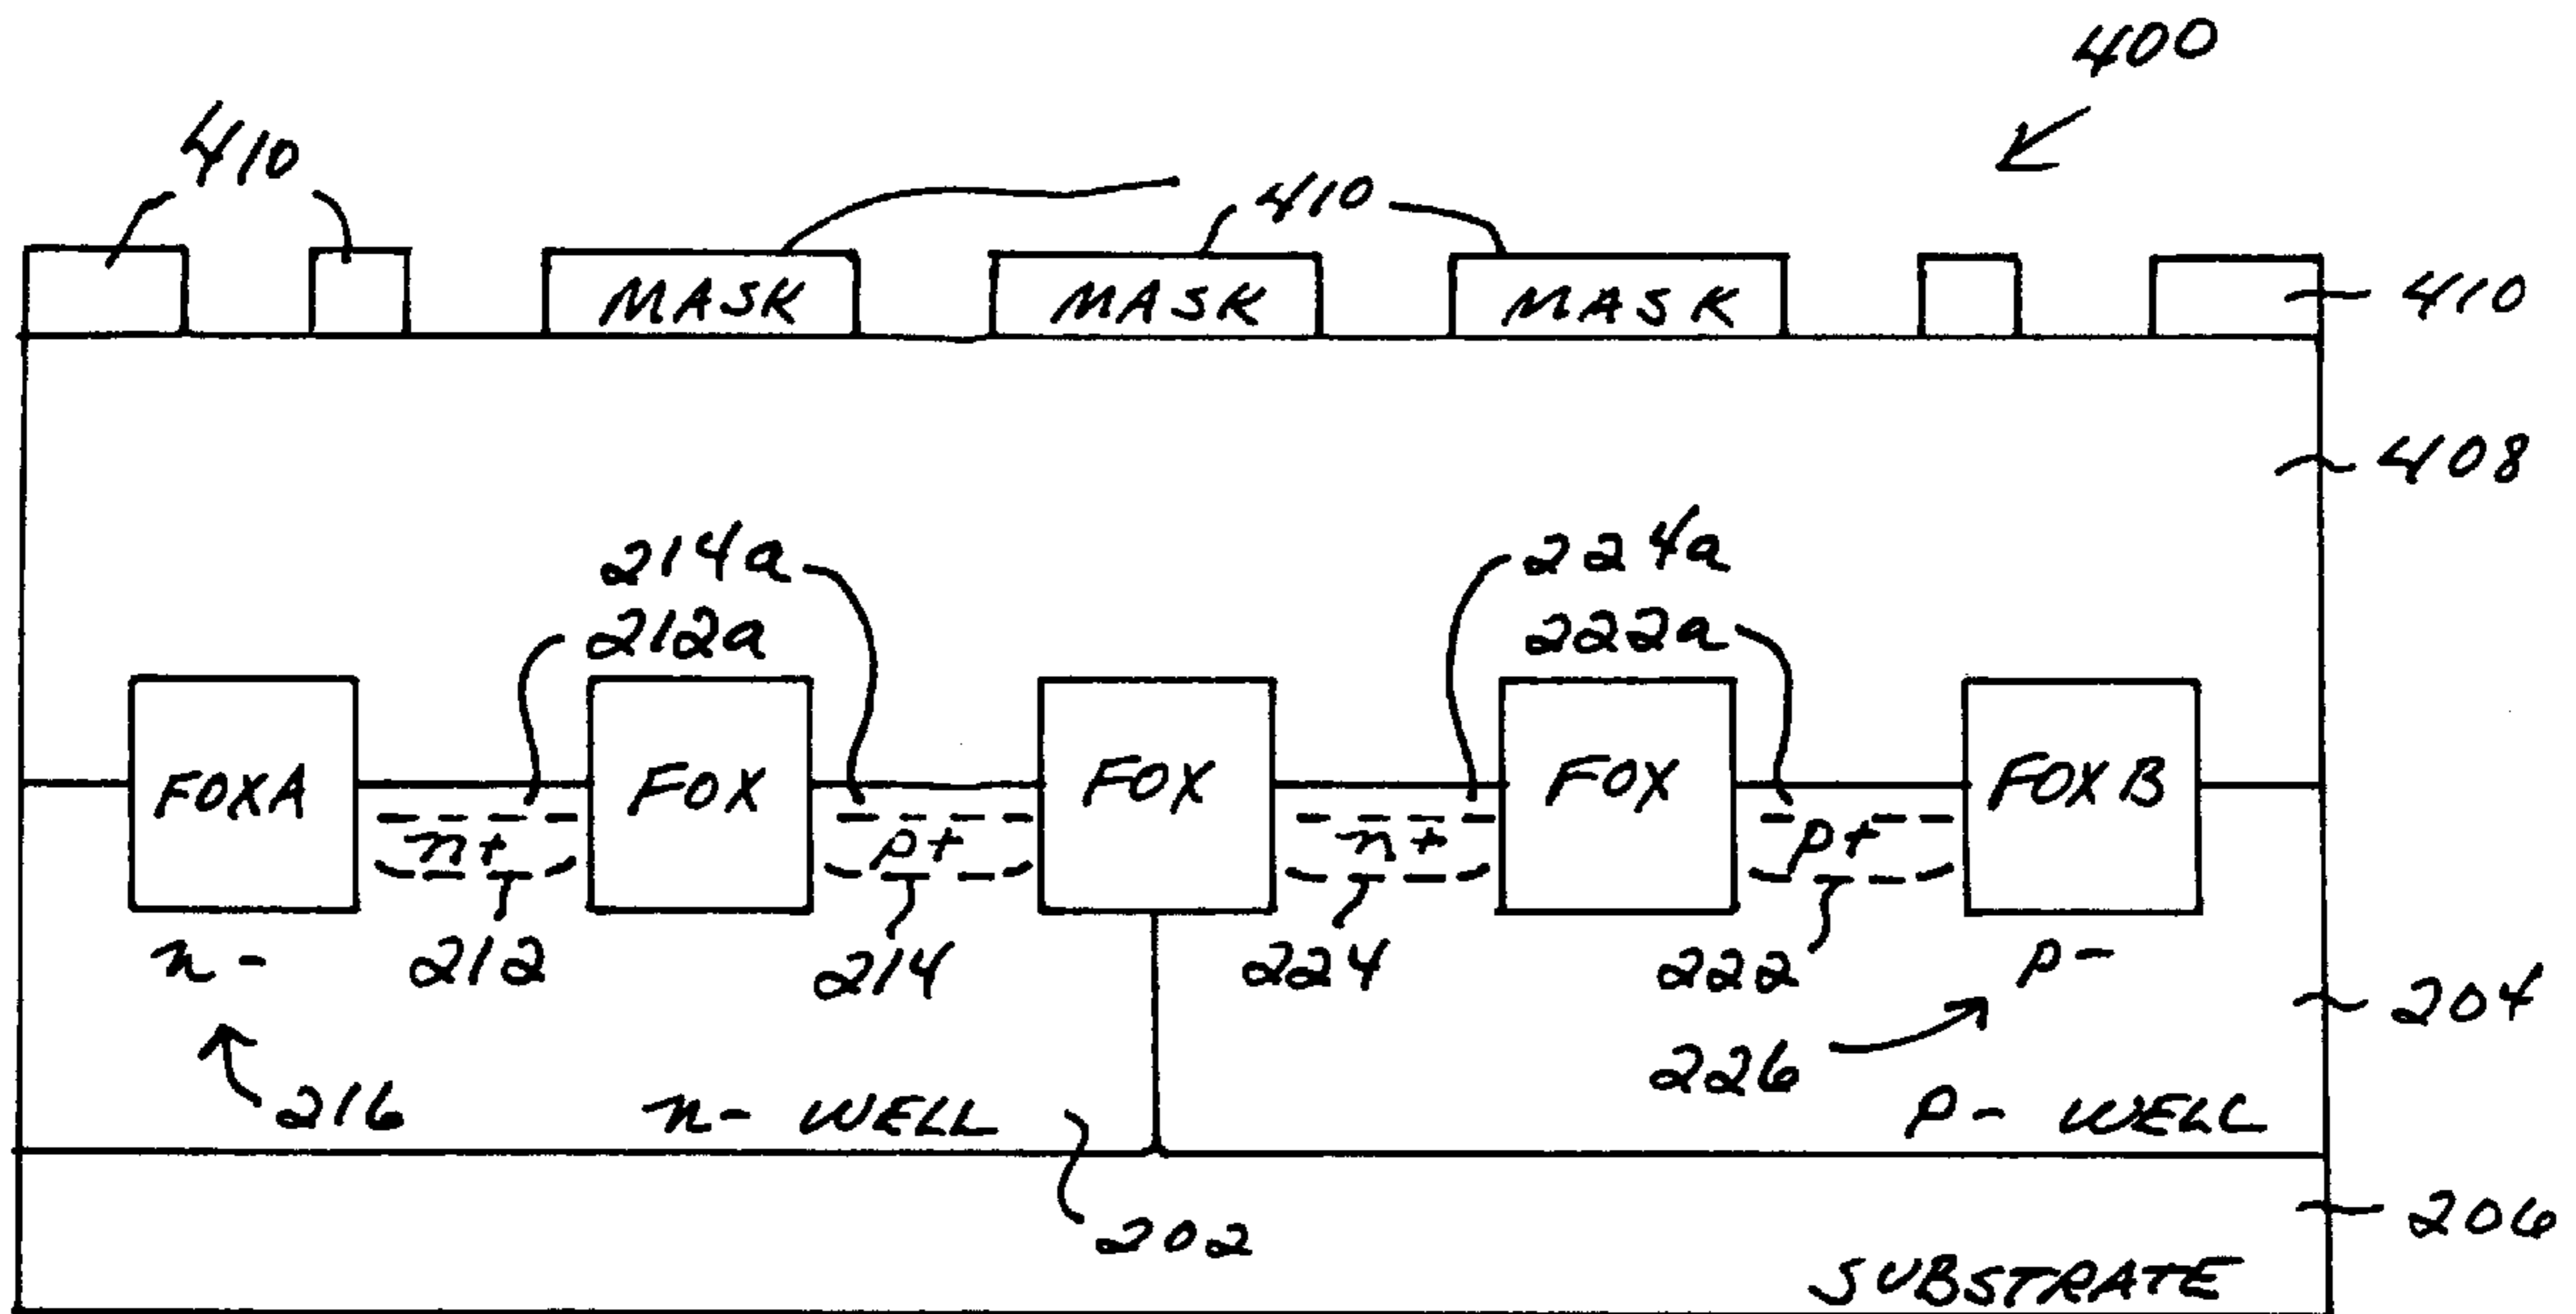 400
410
410
MASK
MASK
MASK
410
408
214a
212a
224a
222a
FOXA
FOX
FOX
FOX
FOXB
n+
p+
n+
p+
n-
212
214
224
222
p-
204
216
226
n- WELL
P- WELL
202
206
SUBSTRATE